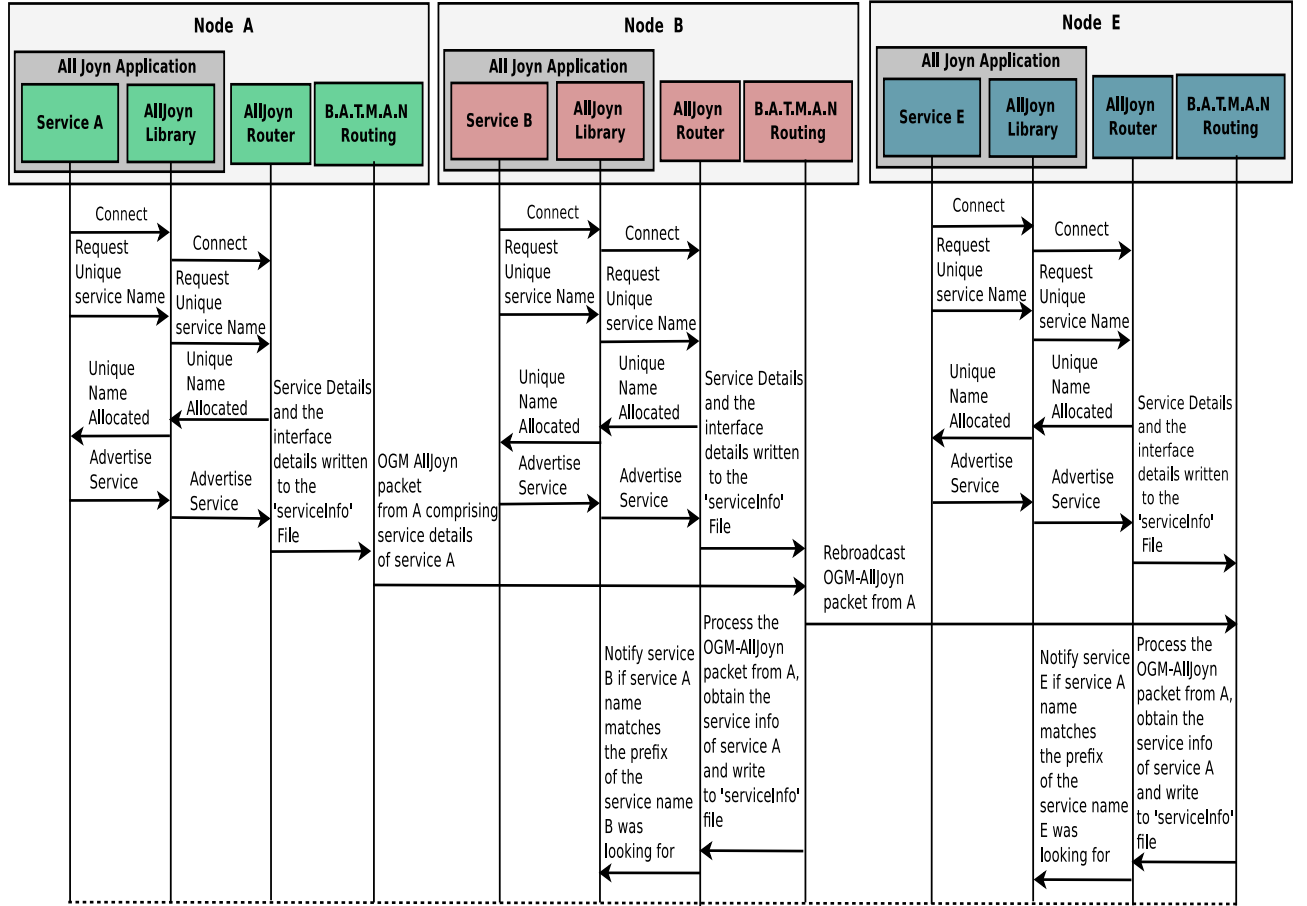 Node A
All Joyn Application
Service A
AllJoyn
Library
AllJoyn
Router
B.A.T.M.A.N
Routing
Node B
All Joyn Application
Service B
AllJoyn
Library
AllJoyn
Router
B.A.T.M.A.N
Routing
Node E
All Joyn Application
Service E
AllJoyn
Library
AllJoyn
Router
B.A.T.M.A.N
Routing
Connect
Request
Unique
service Name
Connect
Request
Unique
service Name
Unique
Name
Allocated
Unique
Name
Allocated
Advertise
Service
Advertise
Service
Service Details
and the
interface
details written
to the
'serviceInfo'
File
OGM AllJoyn
packet
from A comprising
service details
of service A
Connect
Request
Unique
service Name
Connect
Request
Unique
service Name
Unique
Name
Allocated
Unique
Name
Allocated
Advertise
Service
Advertise
Service
Service Details
and the
interface
details written
to the
'serviceInfo'
File
Rebroadcast
OGM-AllJoyn
packet from A
Notify service
B if service A
name
matches
the prefix
of the
service name
B was
looking for
Process the
OGM-AllJoyn
packet from A,
obtain the
service info
of service A
and write
to 'serviceInfo'
file
Connect
Request
Unique
service Name
Connect
Request
Unique
service Name
Unique
Name
Allocated
Unique
Name
Allocated
Advertise
Service
Advertise
Service
Service Details
and the
interface
details written
to the
'serviceInfo'
File
Notify service
E if service A
name
matches
the prefix
of the
service name
E was
looking for
Process the
OGM-AllJoyn
packet from A,
obtain the
service info
of service A
and write
to 'serviceInfo'
file